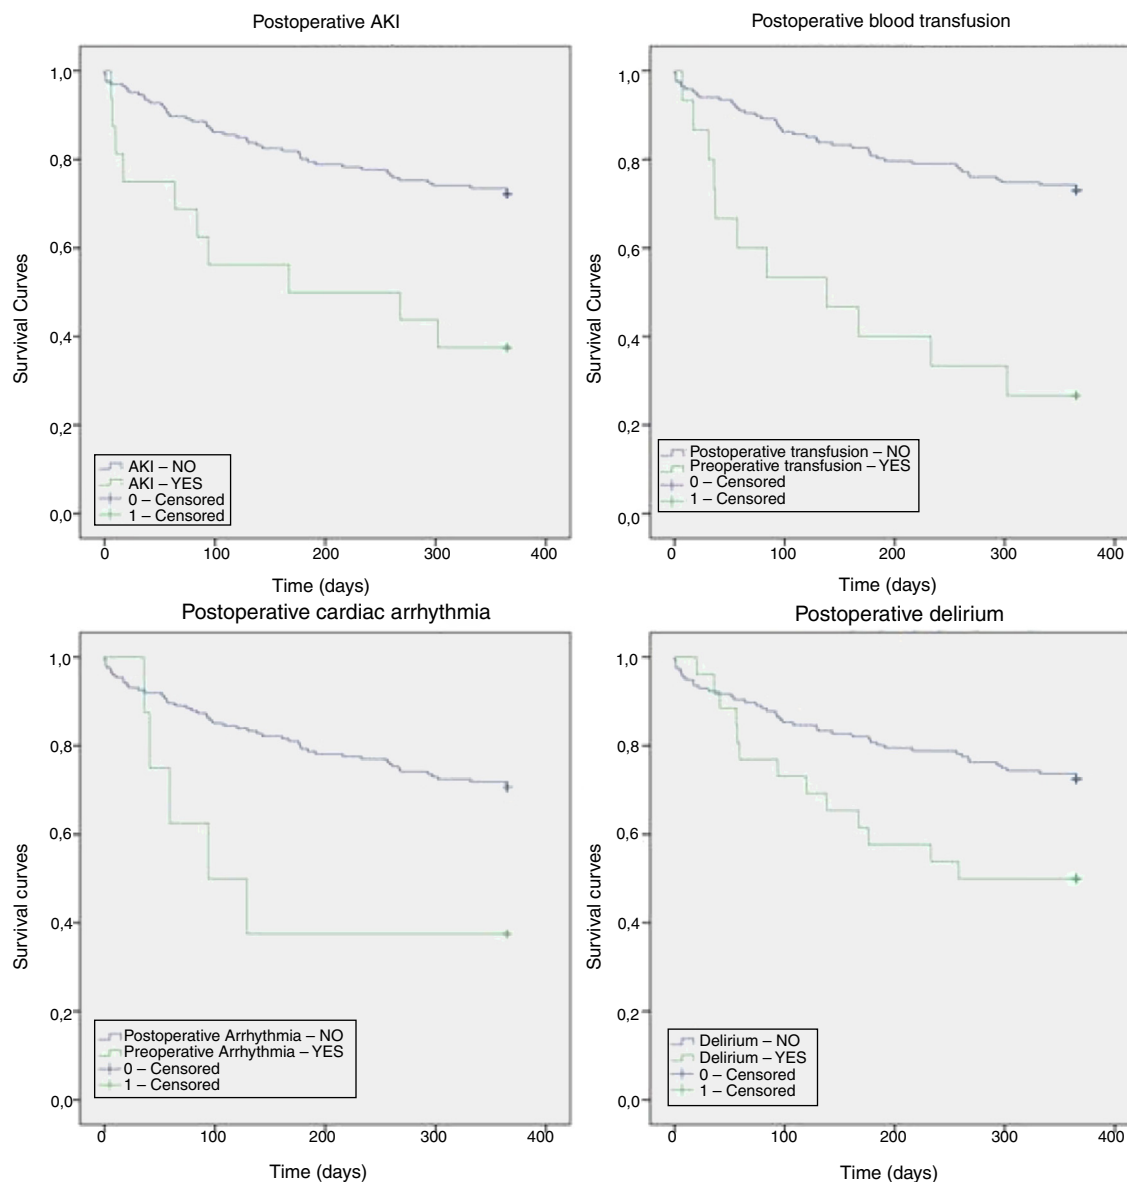 Postoperative AKI
Survival Curves
1,0
0,8
0,6
0,4
0,2
0,0
AKI – NO
AKI – YES
0 – Censored
1 – Censored
0
100
200
300
400
Time (days)
Postoperative blood transfusion
Survival Curves
1,0
0,8
0,6
0,4
0,2
0,0
Postoperative transfusion – NO
Preoperative transfusion – YES
0 – Censored
1 – Censored
0
100
200
300
400
Time (days)
Postoperative cardiac arrhythmia
Survival curves
1,0
0,8
0,6
0,4
0,2
0,0
Postoperative Arrhythmia – NO
Preoperative Arrhythmia – YES
0 – Censored
1 – Censored
0
100
200
300
400
Time (days)
Postoperative delirium
Survival curves
1,0
0,8
0,6
0,4
0,2
0,0
Delirium – NO
Delirium – YES
0 – Censored
1 – Censored
0
100
200
300
400
Time (days)